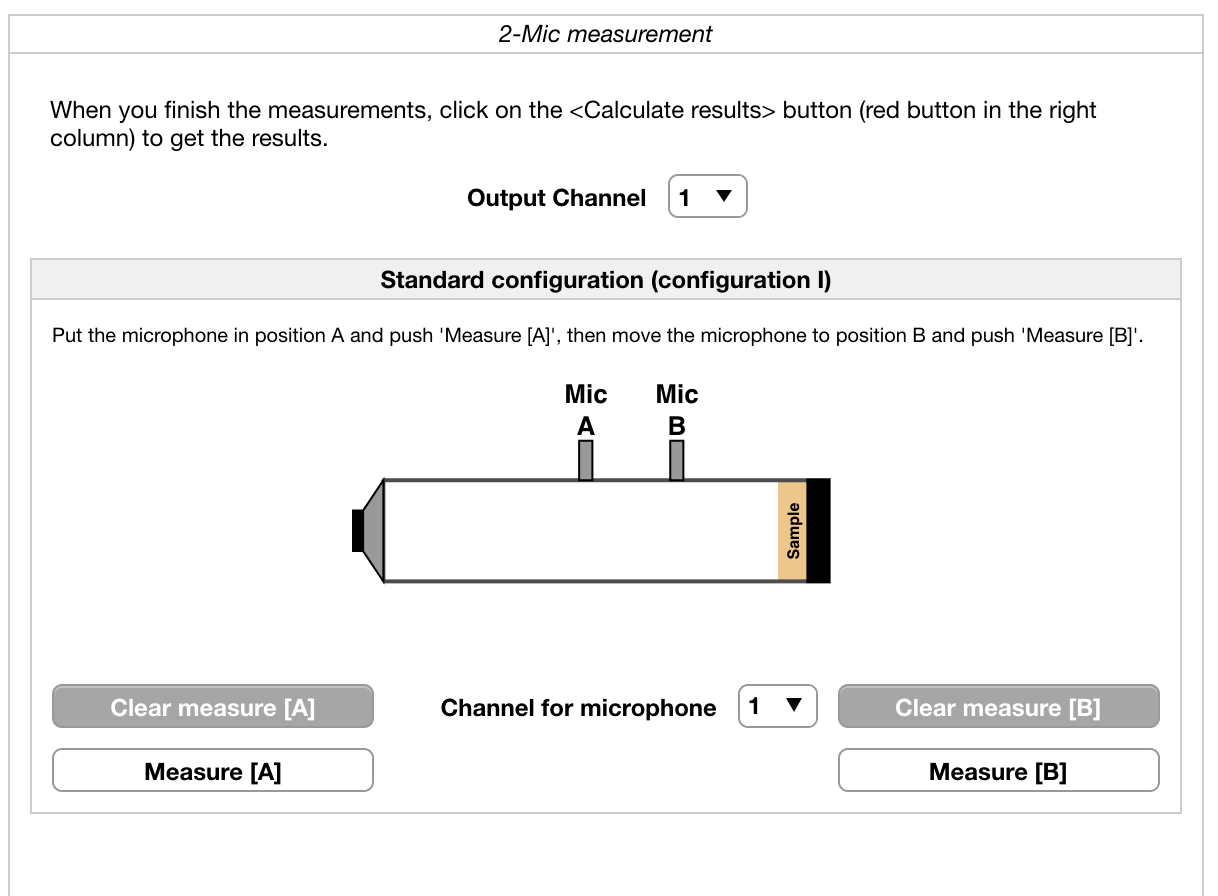 2-Mic measurement
When you finish the measurements, click on the <Calculate results> button (red button in the right
column) to get the results.
Output Channel 1 ▼
Standard configuration (configuration I)
Put the microphone in position A and push 'Measure [A]', then move the microphone to position B and push 'Measure [B]'.
Mic Mic
A B
Sample
Clear measure [A] Channel for microphone 1 ▼ Clear measure [B]
Measure [A] Measure [B]